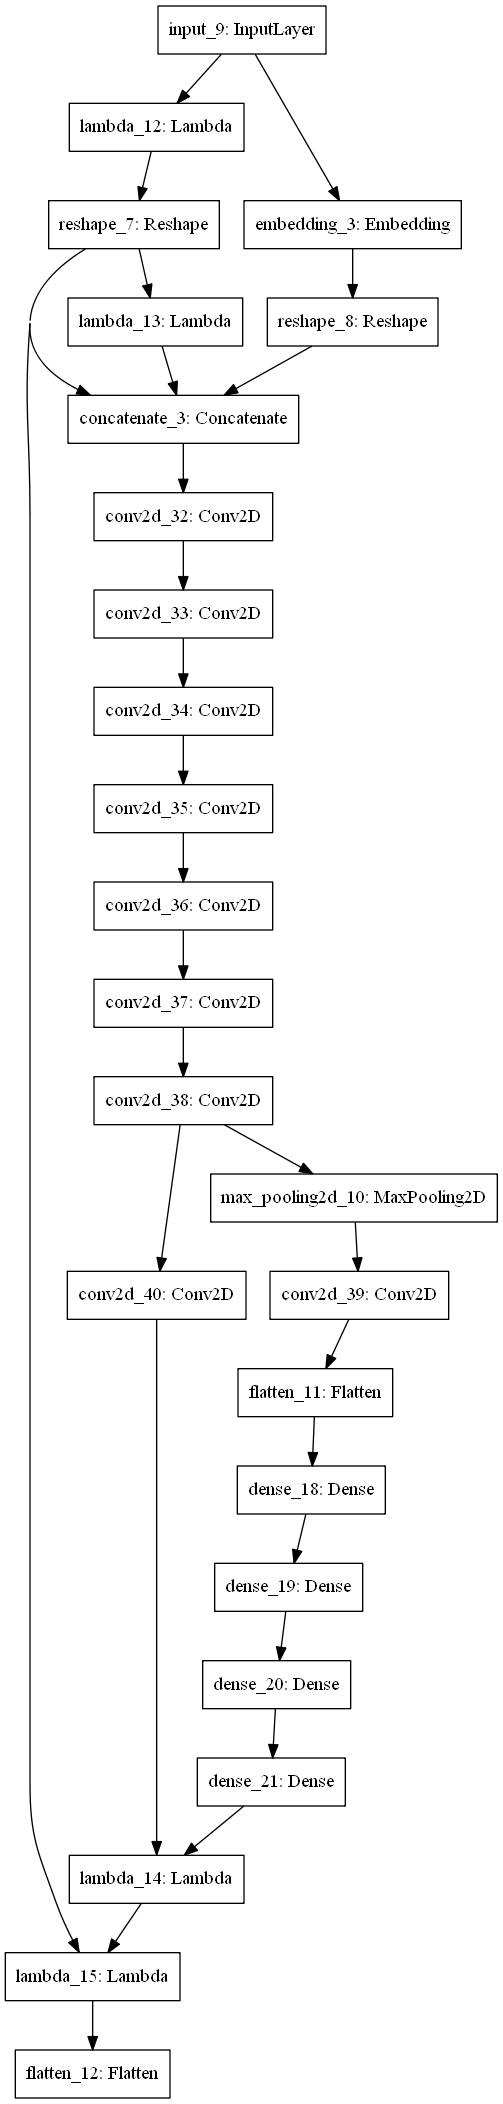 input_9: InputLayer
lambda_12: Lambda
reshape_7: Reshape
embedding_3: Embedding
lambda_13: Lambda
reshape_8: Reshape
concatenate_3: Concatenate
conv2d_32: Conv2D
conv2d_33: Conv2D
conv2d_34: Conv2D
conv2d_35: Conv2D
conv2d_36: Conv2D
conv2d_37: Conv2D
conv2d_38: Conv2D
max_pooling2d_10: MaxPooling2D
conv2d_40: Conv2D
conv2d_39: Conv2D
flatten_11: Flatten
dense_18: Dense
dense_19: Dense
dense_20: Dense
dense_21: Dense
lambda_14: Lambda
lambda_15: Lambda
flatten_12: Flatten